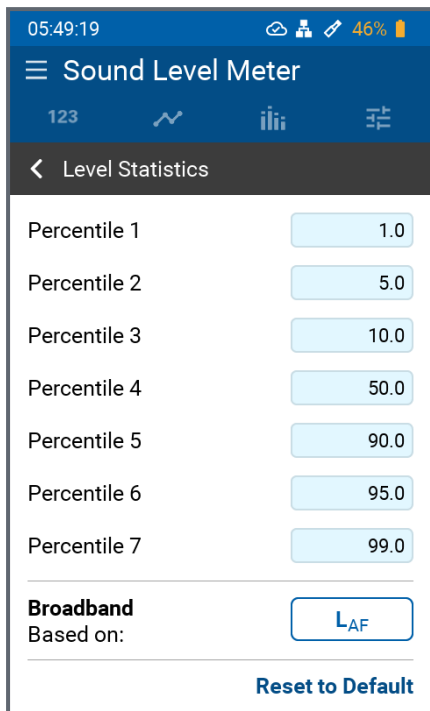 05:49:19 46%
Sound Level Meter
123
Level Statistics
Percentile 1 1.0
Percentile 2 5.0
Percentile 3 10.0
Percentile 4 50.0
Percentile 5 90.0
Percentile 6 95.0
Percentile 7 99.0
Broadband
Based on: LAF
Reset to Default